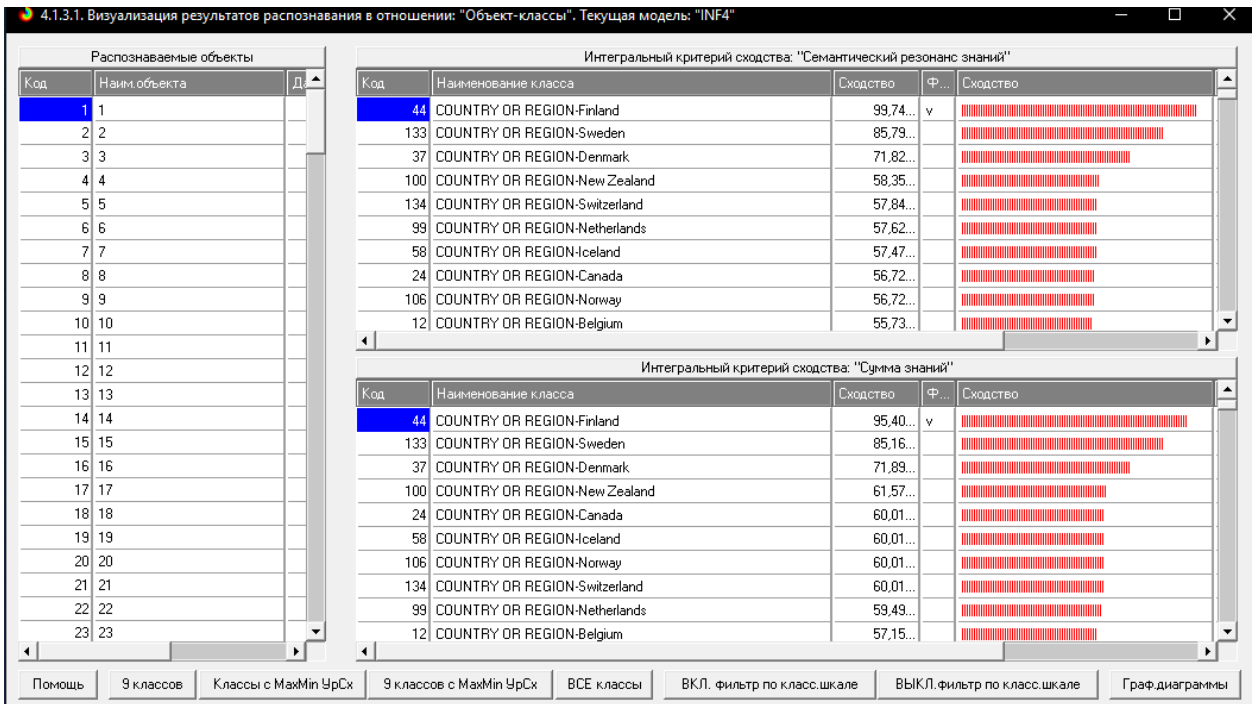 4.1.3.1. Визуализация результатов распознавания в отношении: "Объект-классы". Текущая модель: "INF4"
Распознаваемые объекты
Код Наим.объекта Да
1 1
2 2
3 3
4 4
5 5
6 6
7 7
8 8
9 9
10 10
11 11
12 12
13 13
14 14
15 15
16 16
17 17
18 18
19 19
20 20
21 21
22 22
23 23
Интегральный критерий сходства: "Семантический резонанс знаний"
Код Наименование класса Сходство Ф... Сходство
44 COUNTRY OR REGION-Finland 99,74... v
133 COUNTRY OR REGION-Sweden 85,79...
37 COUNTRY OR REGION-Denmark 71,82...
100 COUNTRY OR REGION-New Zealand 58,35...
134 COUNTRY OR REGION-Switzerland 57,84...
99 COUNTRY OR REGION-Netherlands 57,62...
58 COUNTRY OR REGION-Iceland 57,47...
24 COUNTRY OR REGION-Canada 56,72...
106 COUNTRY OR REGION-Norway 56,72...
12 COUNTRY OR REGION-Belgium 55,73...
Интегральный критерий сходства: "Сумма знаний"
Код Наименование класса Сходство Ф... Сходство
44 COUNTRY OR REGION-Finland 95,40... v
133 COUNTRY OR REGION-Sweden 85,16...
37 COUNTRY OR REGION-Denmark 71,89...
100 COUNTRY OR REGION-New Zealand 61,57...
24 COUNTRY OR REGION-Canada 60,01...
58 COUNTRY OR REGION-Iceland 60,01...
106 COUNTRY OR REGION-Norway 60,01...
134 COUNTRY OR REGION-Switzerland 60,01...
99 COUNTRY OR REGION-Netherlands 59,49...
12 COUNTRY OR REGION-Belgium 57,15...
Помощь 9 классов Классы с MaxMin УрСх 9 классов с MaxMin УрСх ВСЕ классы ВКЛ. фильтр по класс.шкале ВЫКЛ.фильтр по класс.шкале Граф.диаграммы